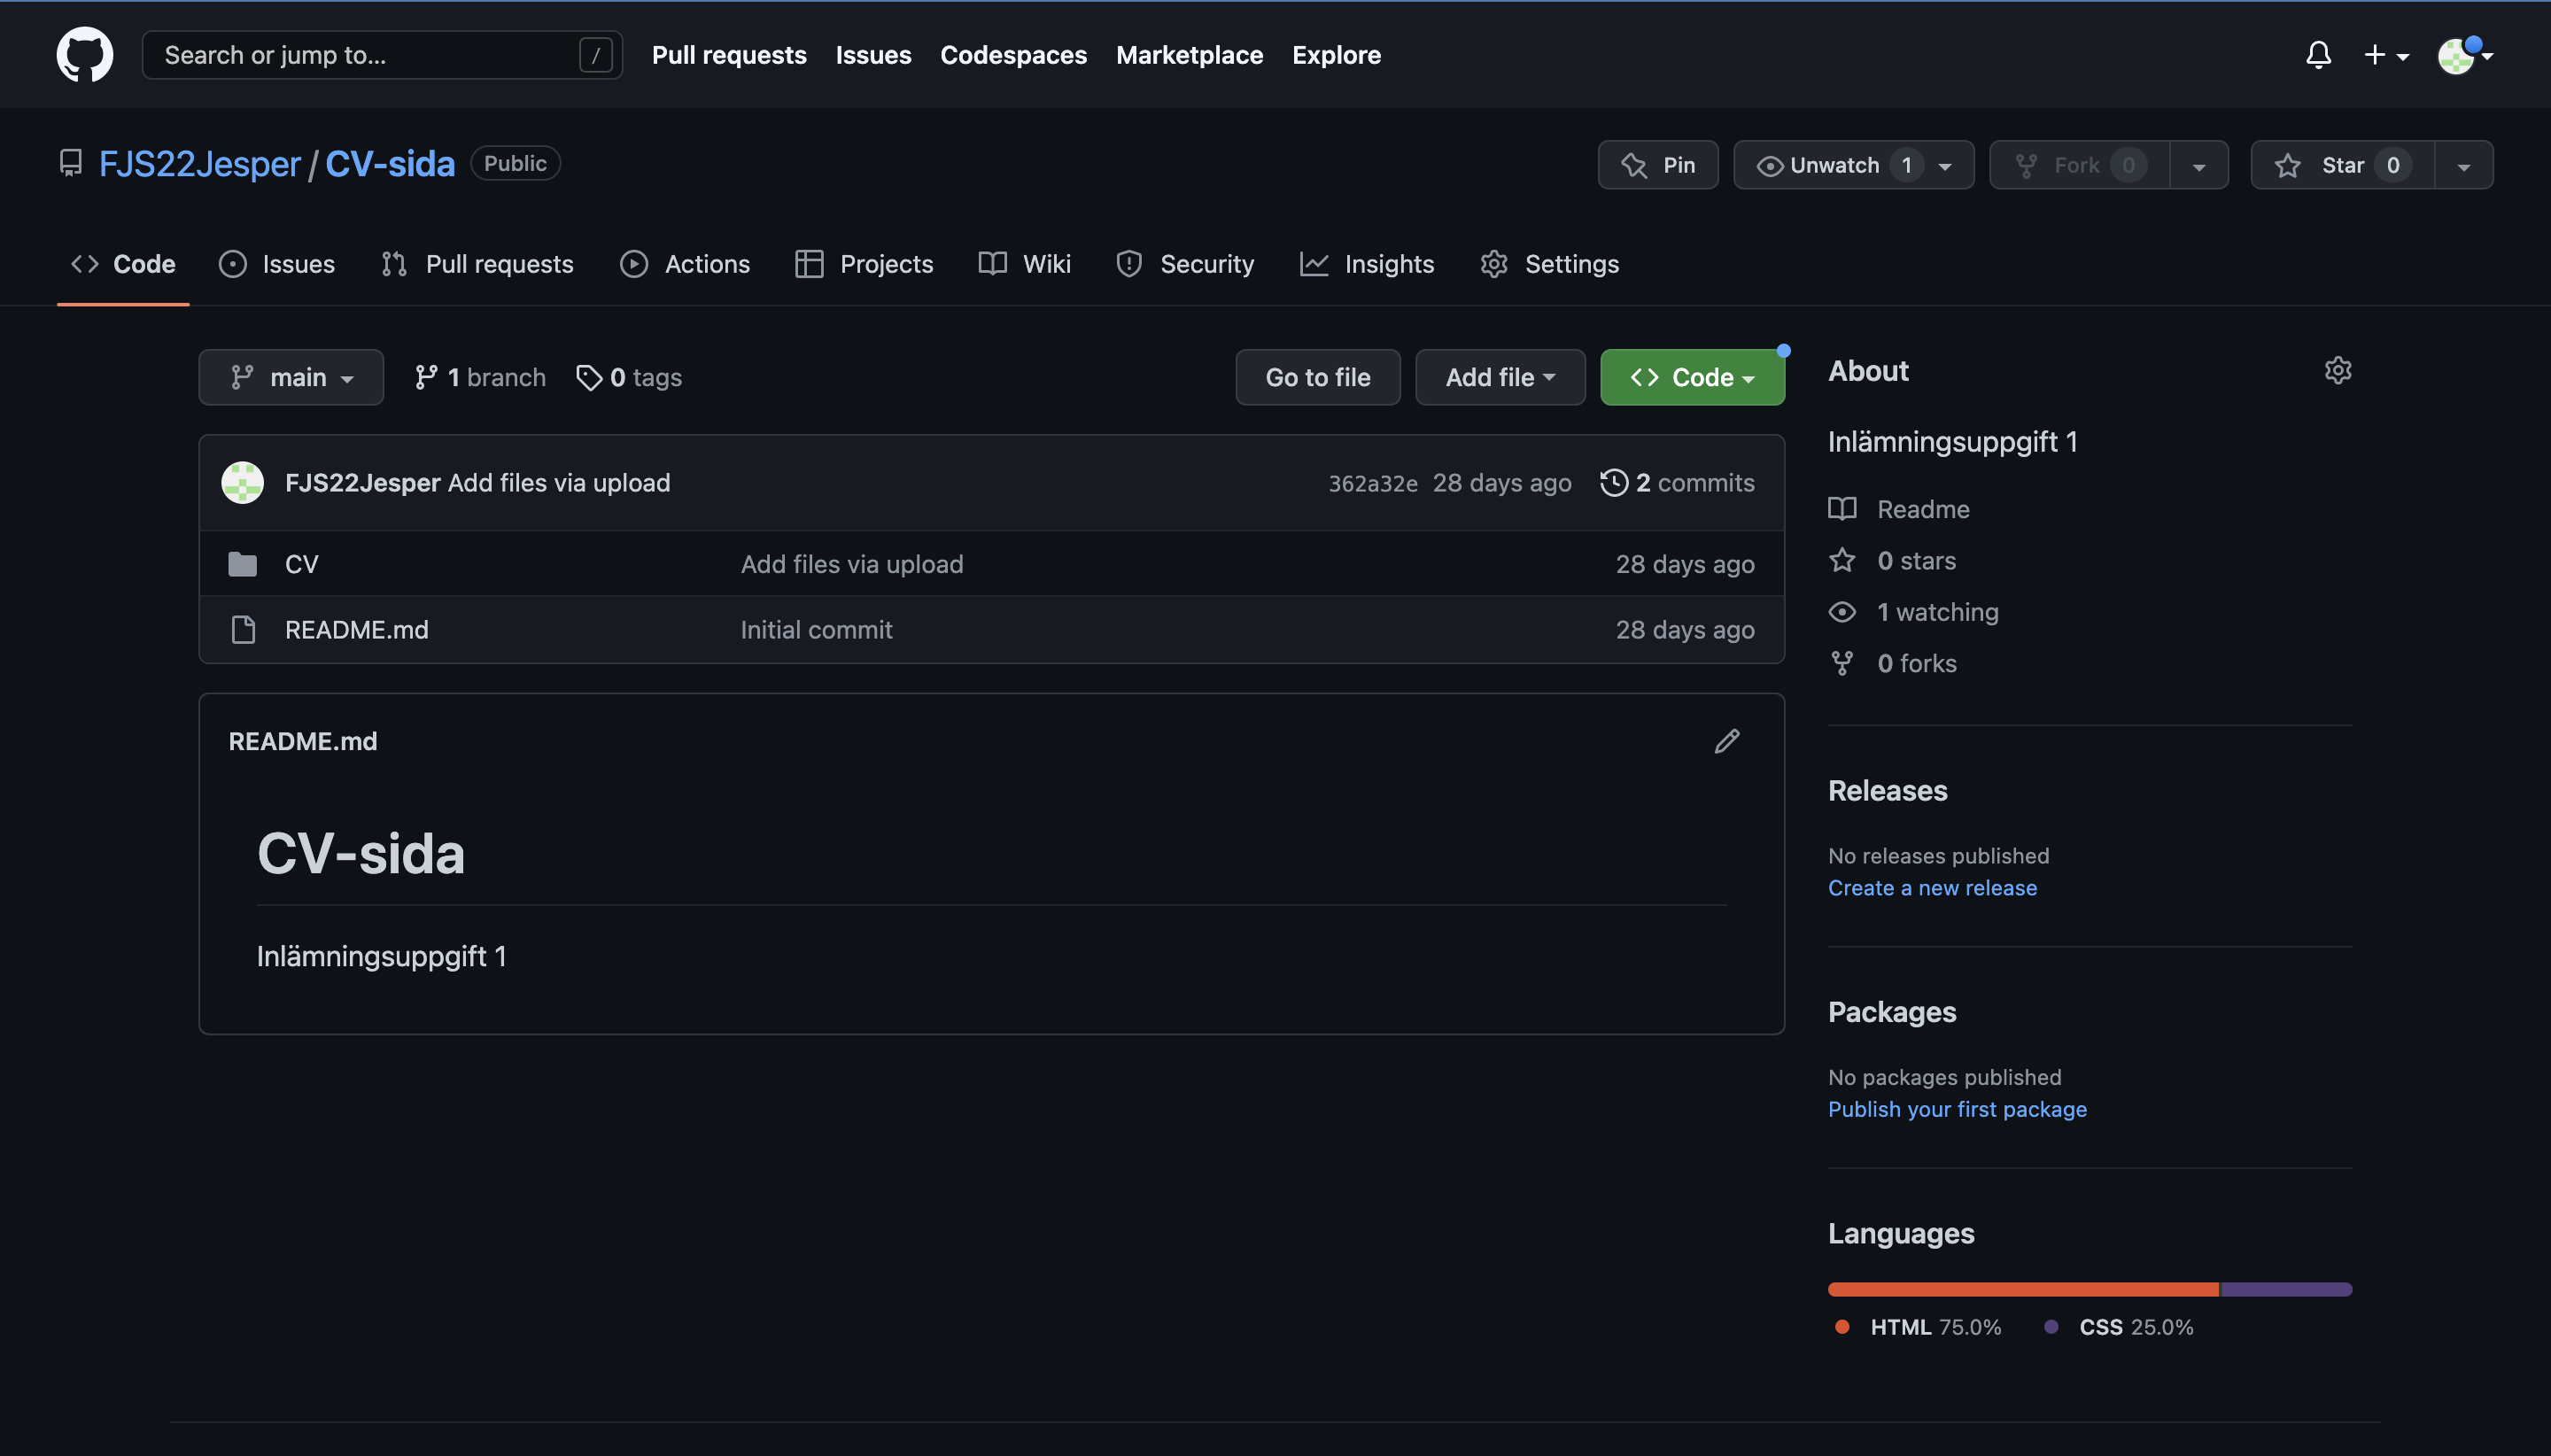 Search or jump to... / Pull requests Issues Codespaces Marketplace Explore
FJS22Jesper / CV-sida Public Pin Unwatch 1 Fork 0 Star 0
Code Issues Pull requests Actions Projects Wiki Security Insights Settings
main 1 branch 0 tags Go to file Add file Code
FJS22Jesper Add files via upload 362a32e 28 days ago 2 commits
CV Add files via upload 28 days ago
README.md Initial commit 28 days ago
README.md
CV-sida
Inlämningsuppgift 1
About
Inlämningsuppgift 1
Readme
0 stars
1 watching
0 forks
Releases
No releases published
Create a new release
Packages
No packages published
Publish your first package
Languages
HTML 75.0% CSS 25.0%